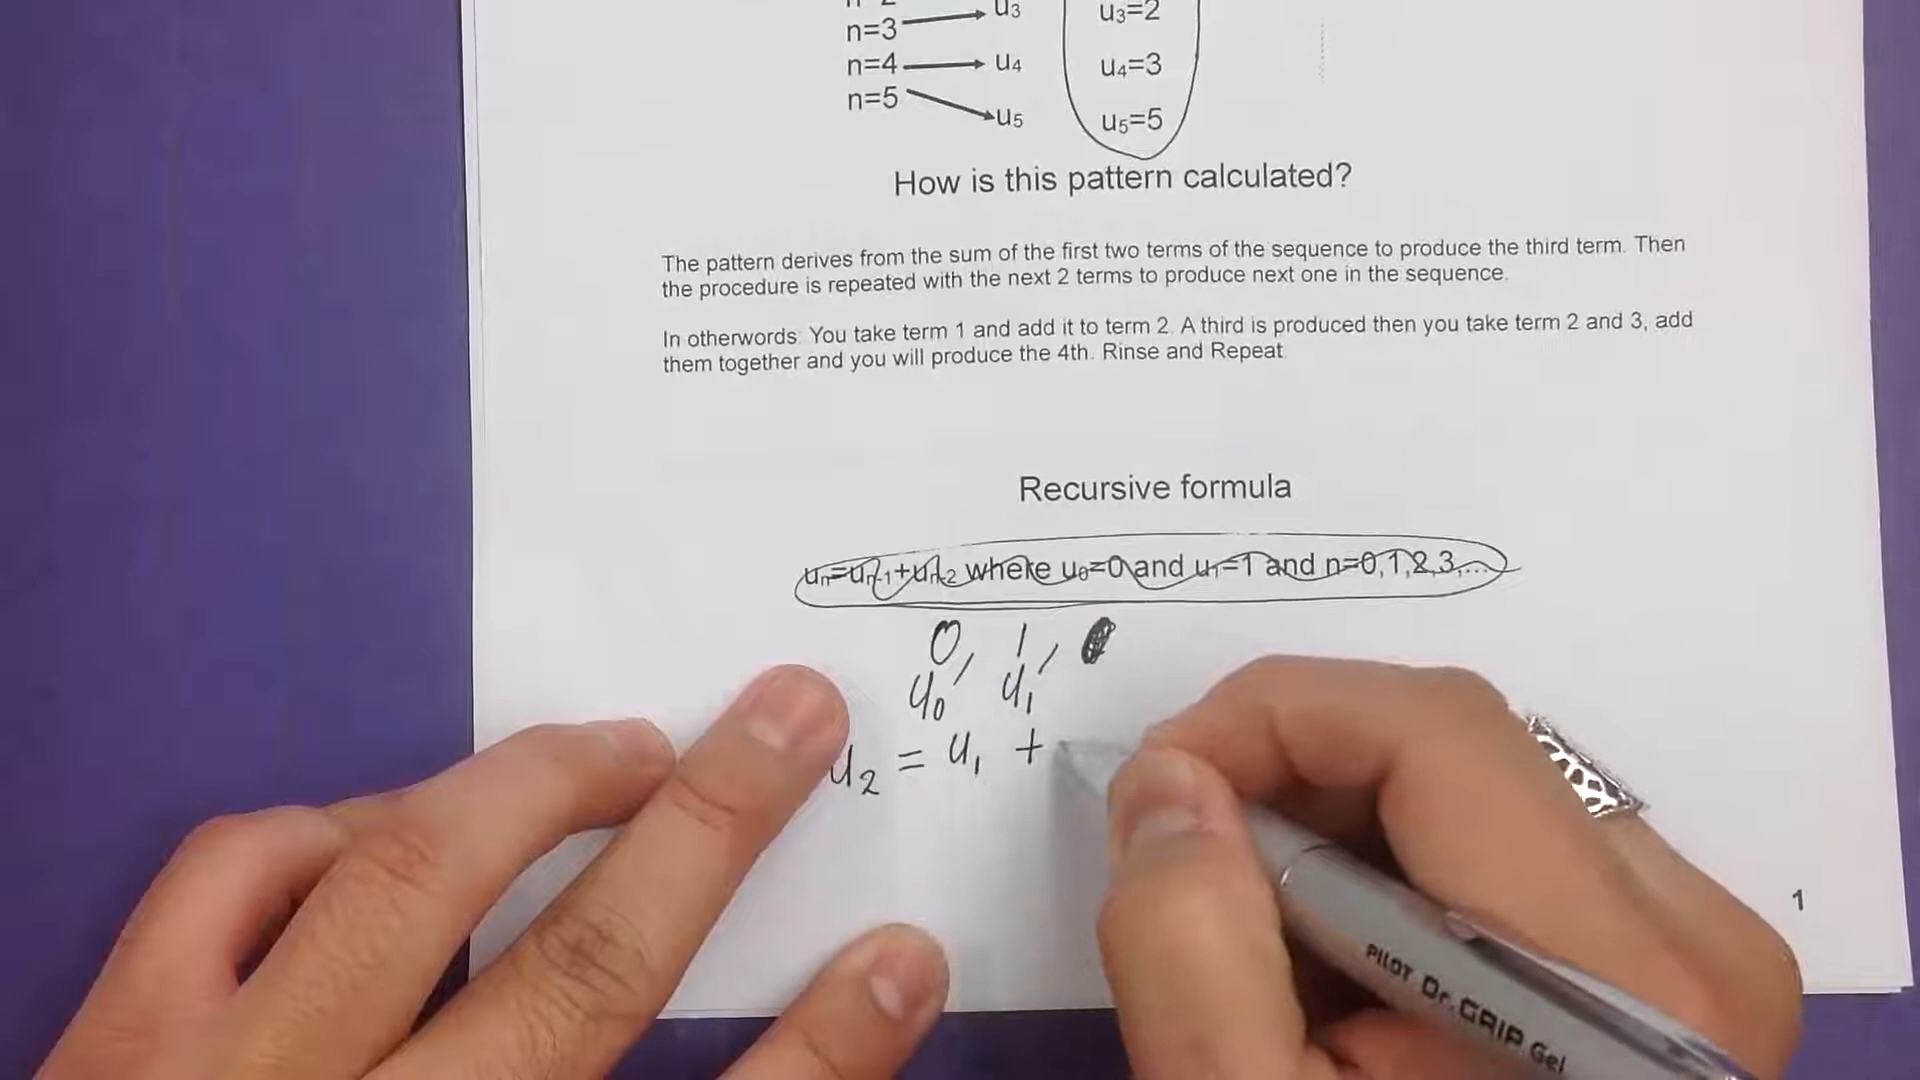 n=3 u3 u3=2
n=4 u4 u4=3
n=5 u5 u5=5
How is this pattern calculated?
The pattern derives from the sum of the first two terms of the sequence to produce the third term. Then
the procedure is repeated with the next 2 terms to produce next one in the sequence.
In otherwords: You take term 1 and add it to term 2. A third is produced then you take term 2 and 3, add
them together and you will produce the 4th. Rinse and Repeat.
Recursive formula
un=un-1+un-2 where u0=0 and u1=1 and n=0,1,2,3,...
0, 1,
u0 u1
u2 = u1 +
1
PILOT Dr. GRIP Gel